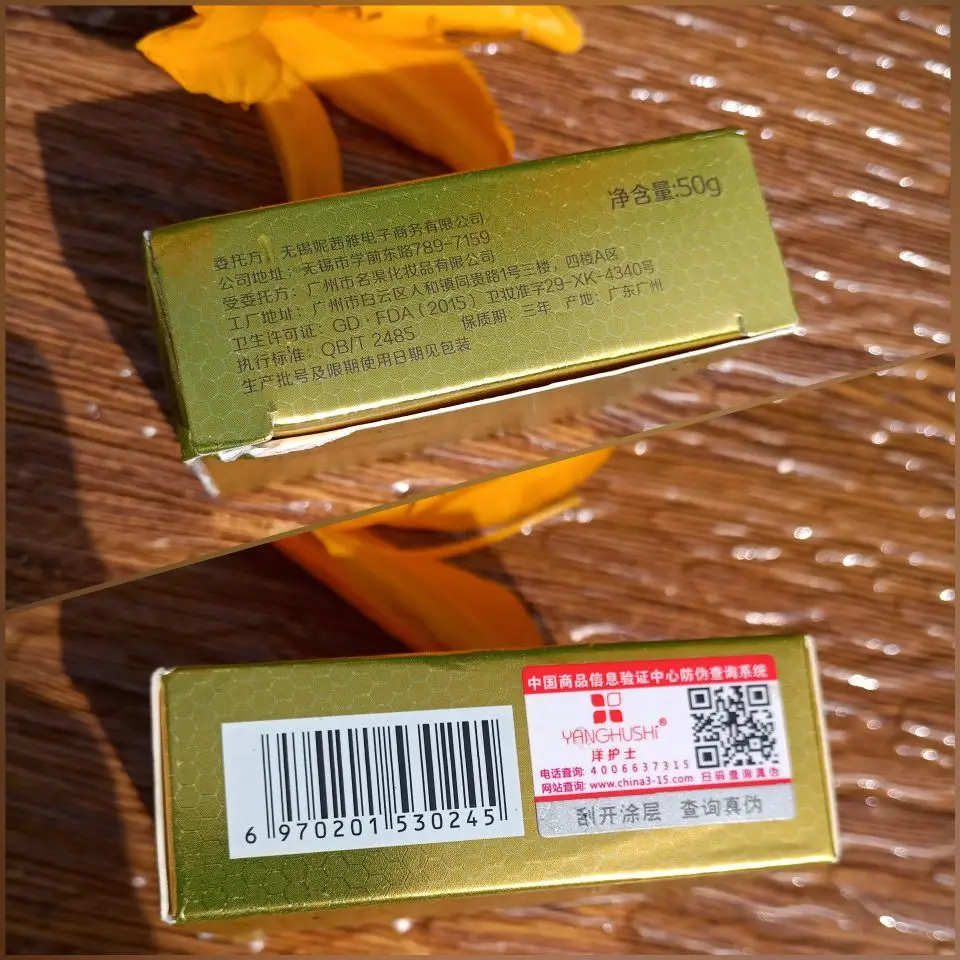 净含量:50g
委托方：无锡妮茜雅电子商务有限公司
公司地址：无锡市学前东路789-7159
受委托方：广州市名渠化妆品有限公司
工厂地址：广州市白云区人和镇同贵路1号三楼，四楼A区
卫生许可证：GD·FDA（2015）卫妆准字29-XK-4340号
执行标准：QB/T 2485 保质期：三年 产地：广东广州
生产批号及限期使用日期见包装
6 970201 530245
中国商品信息验证中心防伪查询系统
YANGHUSHI®
洋护士
电话查询: 4006637315
网站查询: www.china3-15.com 扫码查询真伪
刮开涂层 查询真伪